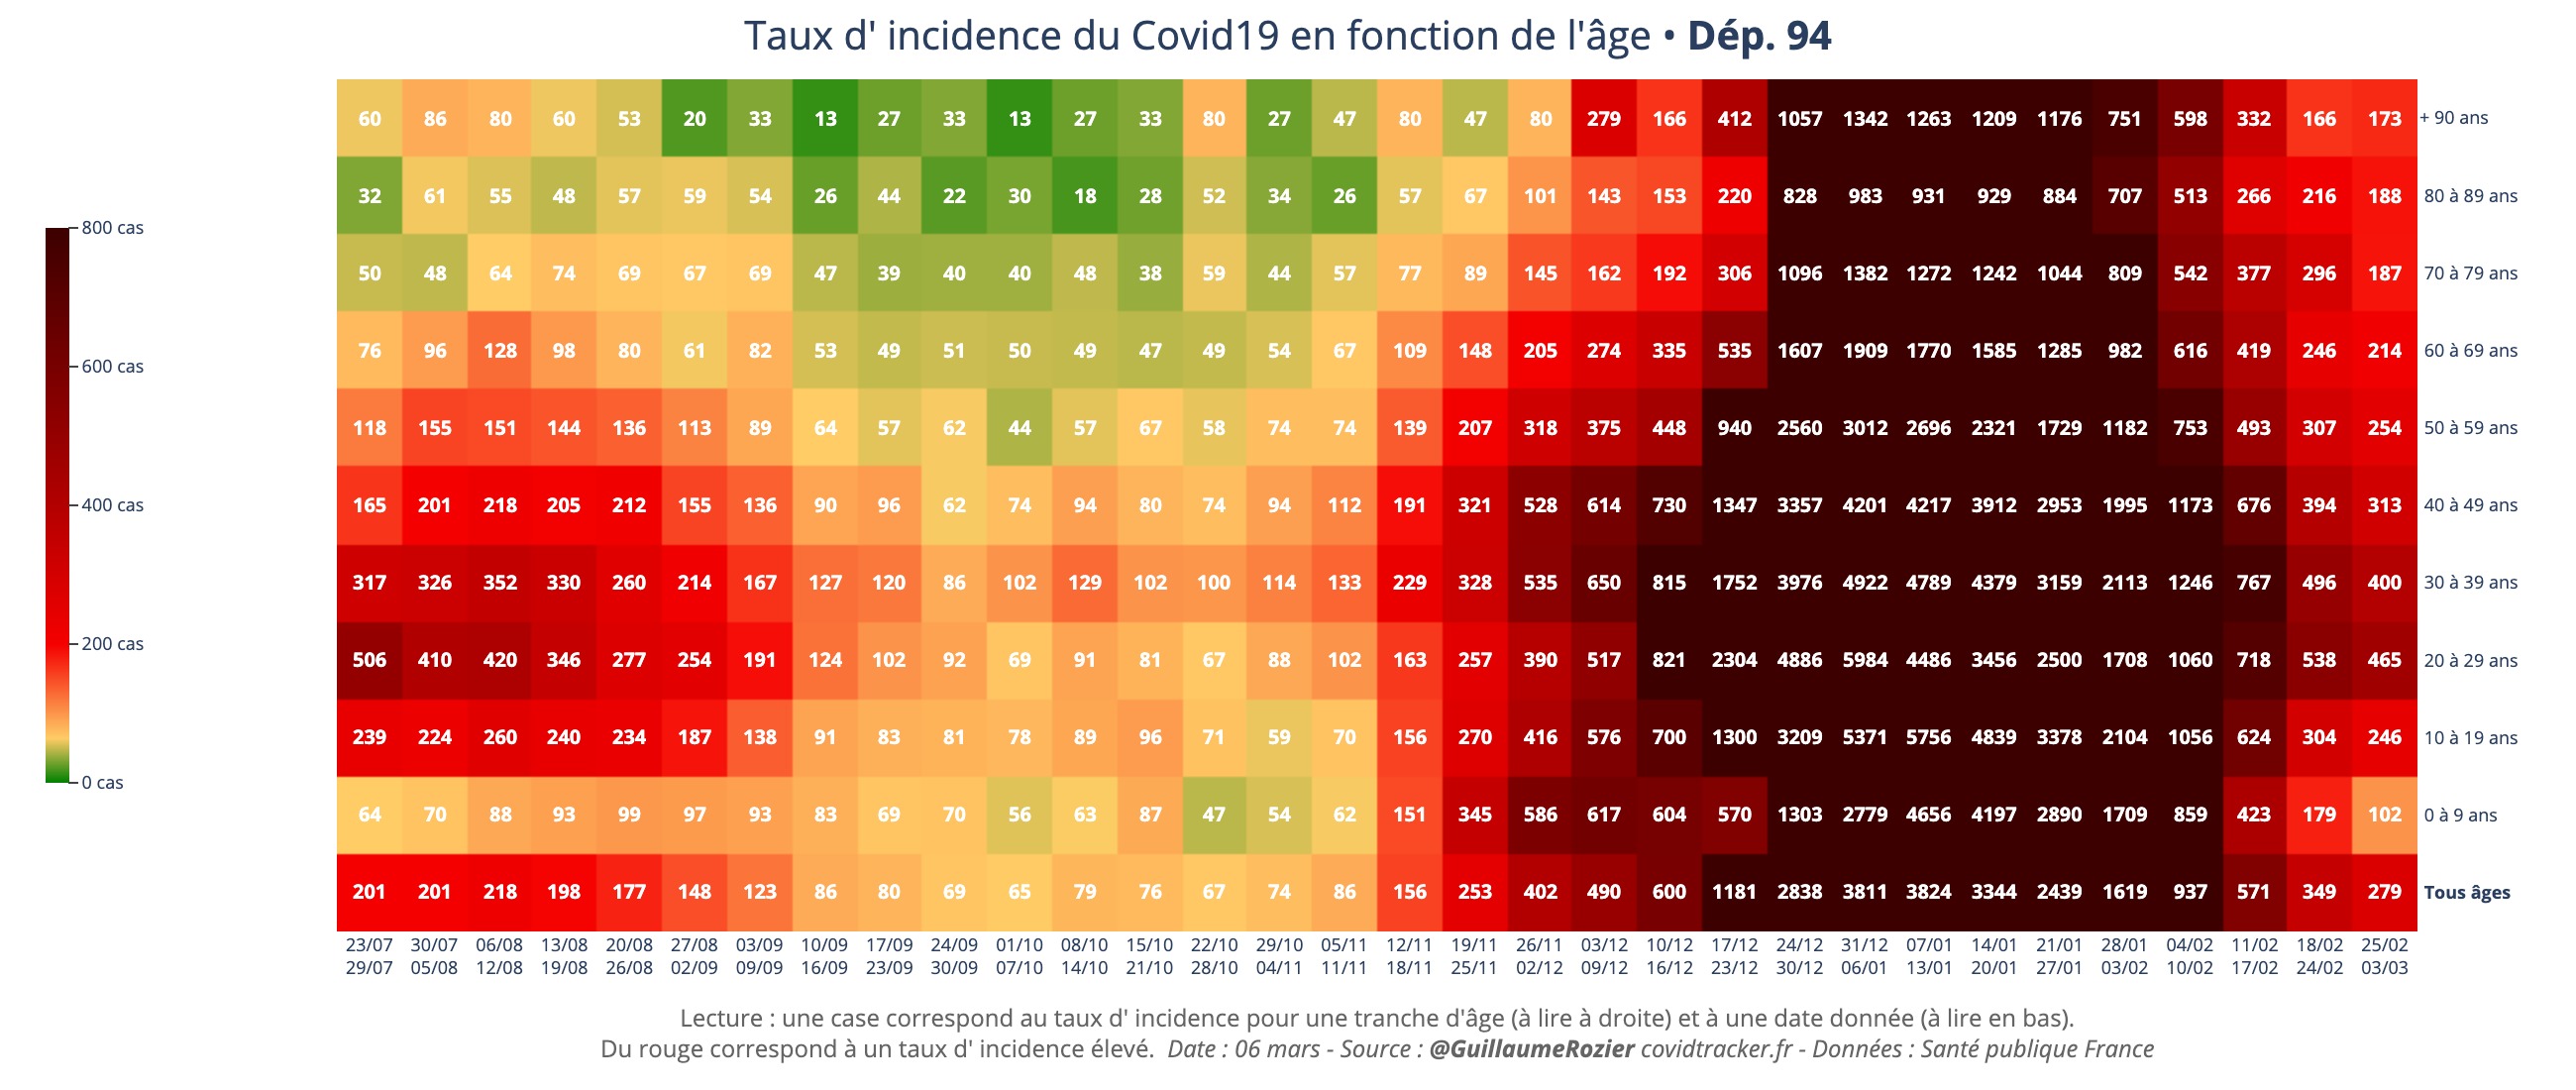 Taux d' incidence du Covid19 en fonction de l'âge • Dép. 94
60 86 80 60 53 20 33 13 27 33 13 27 33 80 27 47 80 47 80 279 166 412 1057 1342 1263 1209 1176 751 598 332 166 173 + 90 ans
32 61 55 48 57 59 54 26 44 22 30 18 28 52 34 26 57 67 101 143 153 220 828 983 931 929 884 707 513 266 216 188 80 à 89 ans
800 cas
50 48 64 74 69 67 69 47 39 40 40 48 38 59 44 57 77 89 145 162 192 306 1096 1382 1272 1242 1044 809 542 377 296 187 70 à 79 ans
76 96 128 98 80 61 82 53 49 51 50 49 47 49 54 67 109 148 205 274 335 535 1607 1909 1770 1585 1285 982 616 419 246 214 60 à 69 ans
600 cas
118 155 151 144 136 113 89 64 57 62 44 57 67 58 74 74 139 207 318 375 448 940 2560 3012 2696 2321 1729 1182 753 493 307 254 50 à 59 ans
400 cas
165 201 218 205 212 155 136 90 96 62 74 94 80 74 94 112 191 321 528 614 730 1347 3357 4201 4217 3912 2953 1995 1173 676 394 313 40 à 49 ans
317 326 352 330 260 214 167 127 120 86 102 129 102 100 114 133 229 328 535 650 815 1752 3976 4922 4789 4379 3159 2113 1246 767 496 400 30 à 39 ans
200 cas
506 410 420 346 277 254 191 124 102 92 69 91 81 67 88 102 163 257 390 517 821 2304 4886 5984 4486 3456 2500 1708 1060 718 538 465 20 à 29 ans
239 224 260 240 234 187 138 91 83 81 78 89 96 71 59 70 156 270 416 576 700 1300 3209 5371 5756 4839 3378 2104 1056 624 304 246 10 à 19 ans
0 cas
64 70 88 93 99 97 93 83 69 70 56 63 87 47 54 62 151 345 586 617 604 570 1303 2779 4656 4197 2890 1709 859 423 179 102 0 à 9 ans
201 201 218 198 177 148 123 86 80 69 65 79 76 67 74 86 156 253 402 490 600 1181 2838 3811 3824 3344 2439 1619 937 571 349 279 Tous âges
23/07 30/07 06/08 13/08 20/08 27/08 03/09 10/09 17/09 24/09 01/10 08/10 15/10 22/10 29/10 05/11 12/11 19/11 26/11 03/12 10/12 17/12 24/12 31/12 07/01 14/01 21/01 28/01 04/02 11/02 18/02 25/02
29/07 05/08 12/08 19/08 26/08 02/09 09/09 16/09 23/09 30/09 07/10 14/10 21/10 28/10 04/11 11/11 18/11 25/11 02/12 09/12 16/12 23/12 30/12 06/01 13/01 20/01 27/01 03/02 10/02 17/02 24/02 03/03
Lecture : une case correspond au taux d' incidence pour une tranche d'âge (à lire à droite) et à une date donnée (à lire en bas).
Du rouge correspond à un taux d' incidence élevé. Date : 06 mars - Source : @GuillaumeRozier covidtracker.fr - Données : Santé publique France